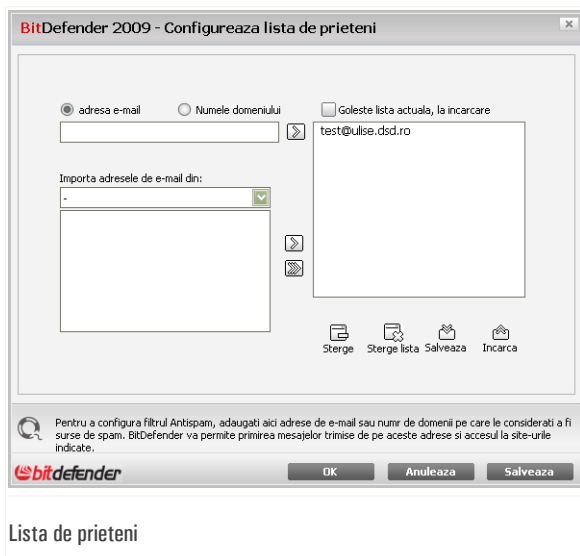 BitDefender 2009 - Configureaza lista de prieteni
adresa e-mail
Numele domeniului
Goleste lista actuala, la incarcare
test@ulise.dsd.ro
Importa adresele de e-mail din:
-
Sterge
Sterge lista
Salveaza
Incarca
Pentru a configura filtrul Antispam, adaugati aici adrese de e-mail sau numr de domenii pe care le considerati a fi
surse de spam. BitDefender va permite primirea mesajelor trimise de pe aceste adrese si accesul la site-urile
indicate.
bitdefender
OK
Anuleaza
Salveaza
Lista de prieteni